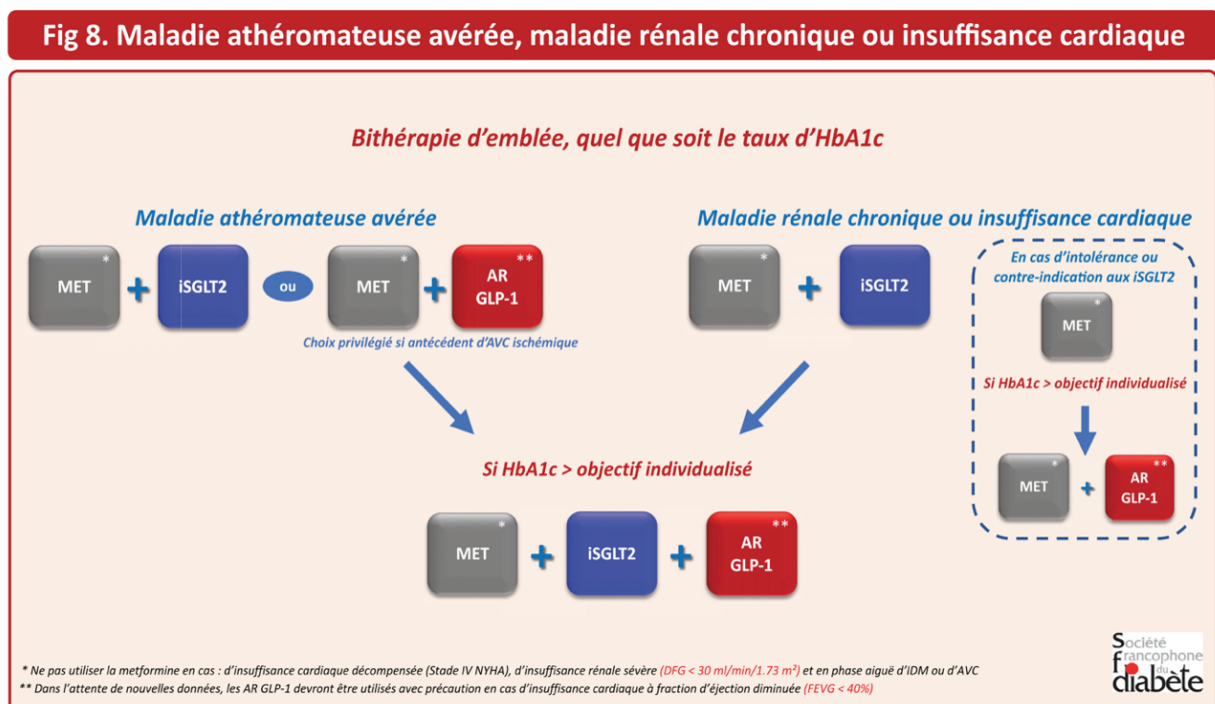 Fig 8. Maladie athéromateuse avérée, maladie rénale chronique ou insuffisance cardiaque
Bithérapie d'emblée, quel que soit le taux d'HbA1c
Maladie athéromateuse avérée
MET *
+
iSGLT2
ou
MET *
+
AR **
GLP-1
Choix privilégié si antécédent d'AVC ischémique
Maladie rénale chronique ou insuffisance cardiaque
MET *
+
iSGLT2
En cas d'intolérance ou
contre-indication aux iSGLT2
MET *
Si HbA1c > objectif individualisé
MET *
+
AR **
GLP-1
Si HbA1c > objectif individualisé
MET *
+
iSGLT2
+
AR **
GLP-1
* Ne pas utiliser la metformine en cas : d'insuffisance cardiaque décompensée (Stade IV NYHA), d'insuffisance rénale sévère (DFG < 30 ml/min/1.73 m²) et en phase aiguë d'IDM ou d'AVC
** Dans l'attente de nouvelles données, les AR GLP-1 devront être utilisés avec précaution en cas d'insuffisance cardiaque à fraction d'éjection diminuée (FEVG < 40%)
Société
francophone
du
diabète